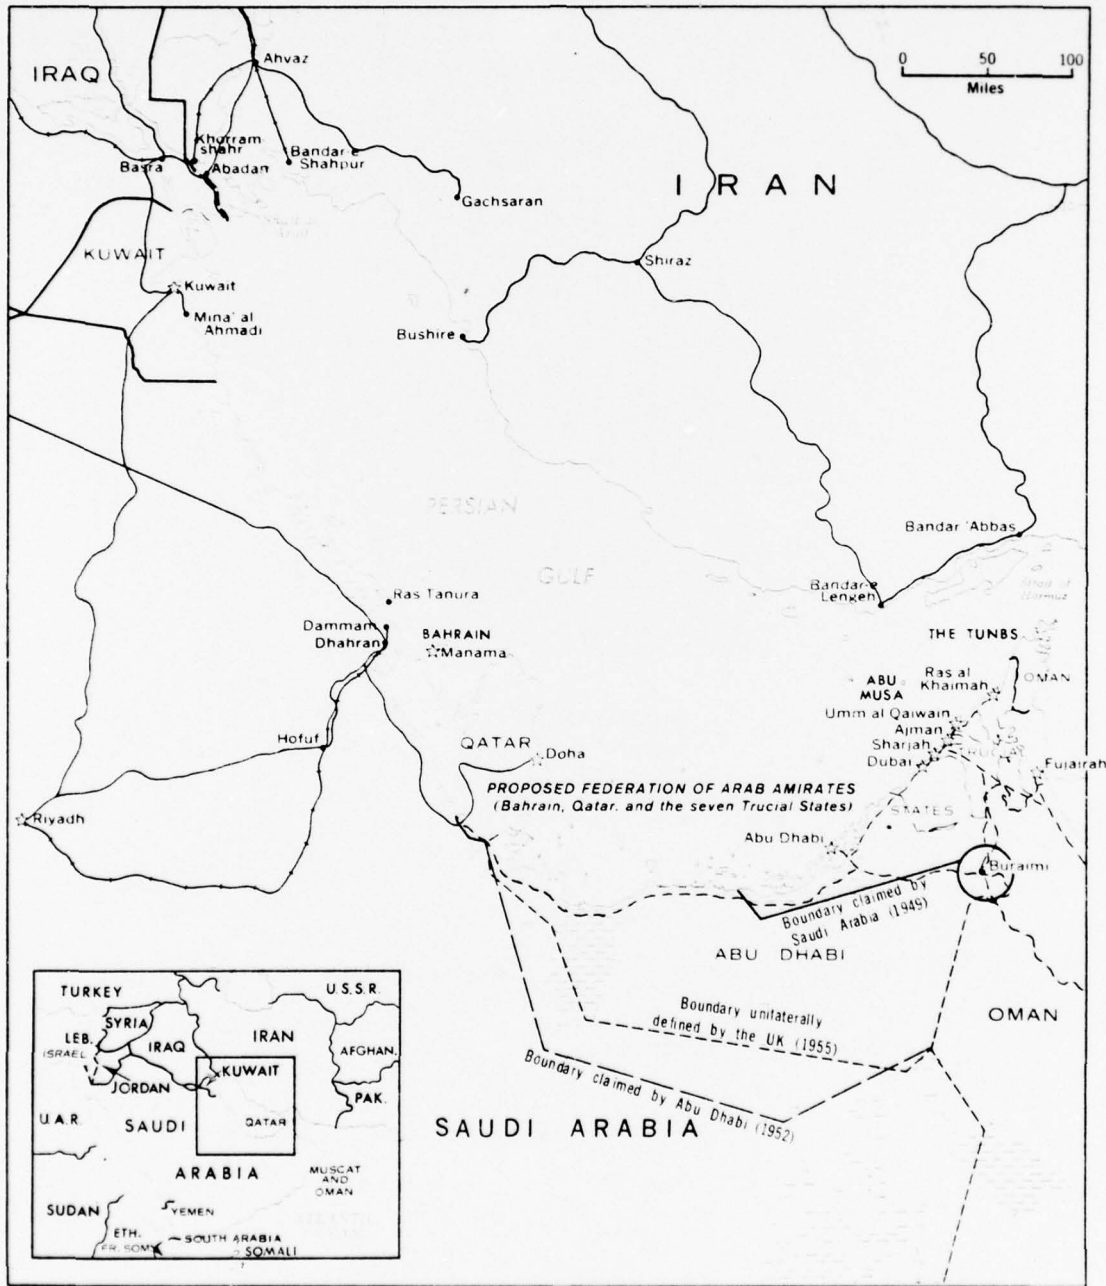 IRAQ
Ahvaz
0 50 100
Miles
Khorram
shahr
Bandar-e
Shahpur
Basra
Abadan
IRAN
Gachsaran
KUWAIT
Shiraz
Kuwait
Mina' al
Ahmadi
Bushire
PERSIAN
GULF
Bandar 'Abbas
Bandar-e
Lengeh
Strait of
Hormuz
Ras Tanura
Dammam
Dhahran
BAHRAIN
Manama
THE TUNBS
ABU
MUSA
Ras al
Khaimah
OMAN
Umm al Qaiwain
Ajman
Sharjah
Dubai
Fujairah
Hofuf
QATAR
Doha
PROPOSED FEDERATION OF ARAB AMIRATES
(Bahrain, Qatar, and the seven Trucial States)
STATES
Riyadh
Abu Dhabi
Buraimi
Boundary claimed by
Saudi Arabia (1949)
ABU DHABI
Boundary unilaterally
defined by the UK (1955)
OMAN
Boundary claimed by Abu Dhabi (1952)
SAUDI ARABIA
TURKEY
U.S.S.R.
SYRIA
LEB.
ISRAEL
IRAQ
IRAN
AFGHAN.
JORDAN
KUWAIT
PAK.
U.A.R.
SAUDI
QATAR
ARABIA
MUSCAT
AND
OMAN
SUDAN
YEMEN
ETH.
SOUTH ARABIA
FR. SOM.
SOMALI